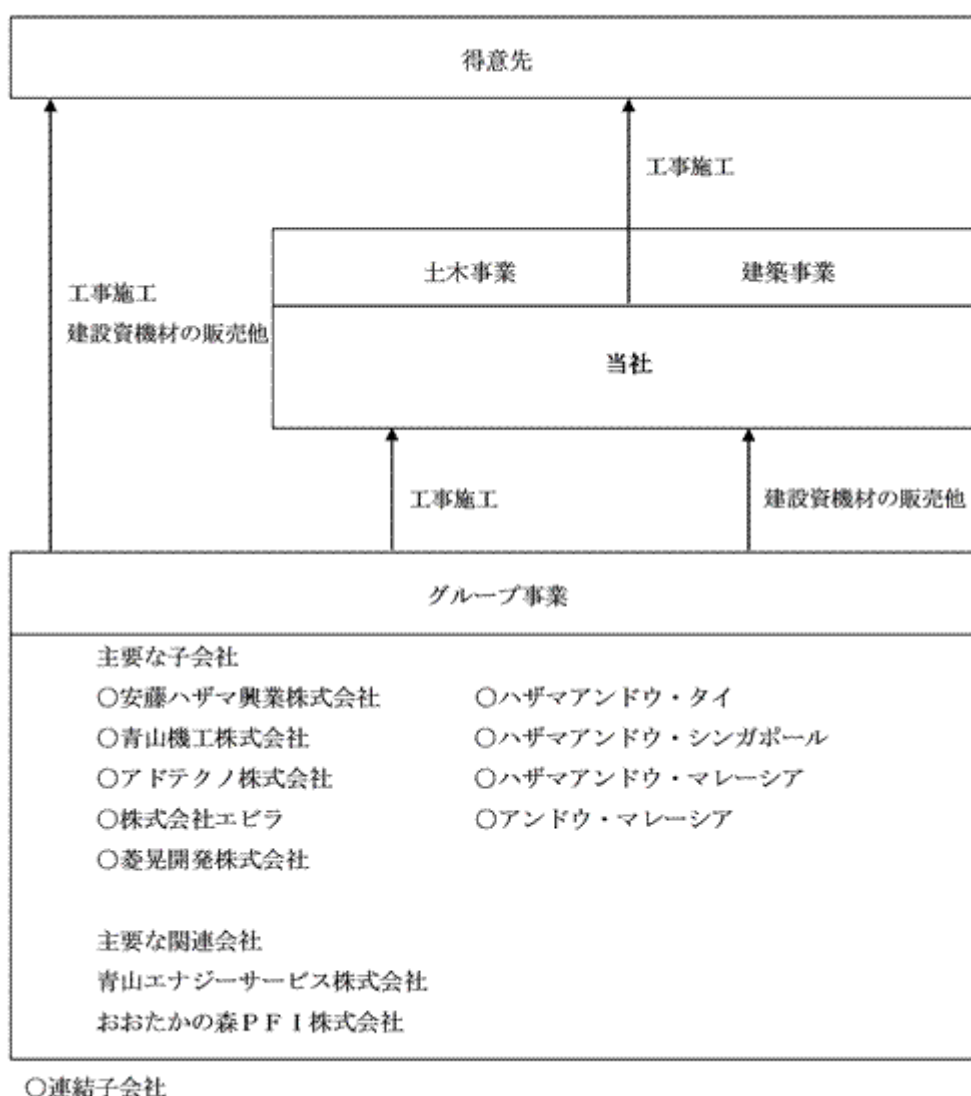 得意先
工事施工
土木事業
建築事業
工事施工
建設資機材の販売他
当社
工事施工
建設資機材の販売他
グループ事業
主要な子会社
○安藤ハザマ興業株式会社
○ハザマアンドウ・タイ
○青山機工株式会社
○ハザマアンドウ・シンガポール
○アドテクノ株式会社
○ハザマアンドウ・マレーシア
○株式会社エビラ
○アンドウ・マレーシア
○菱晃開発株式会社
主要な関連会社
青山エナジーサービス株式会社
おおたかの森PFI株式会社
○連結子会社